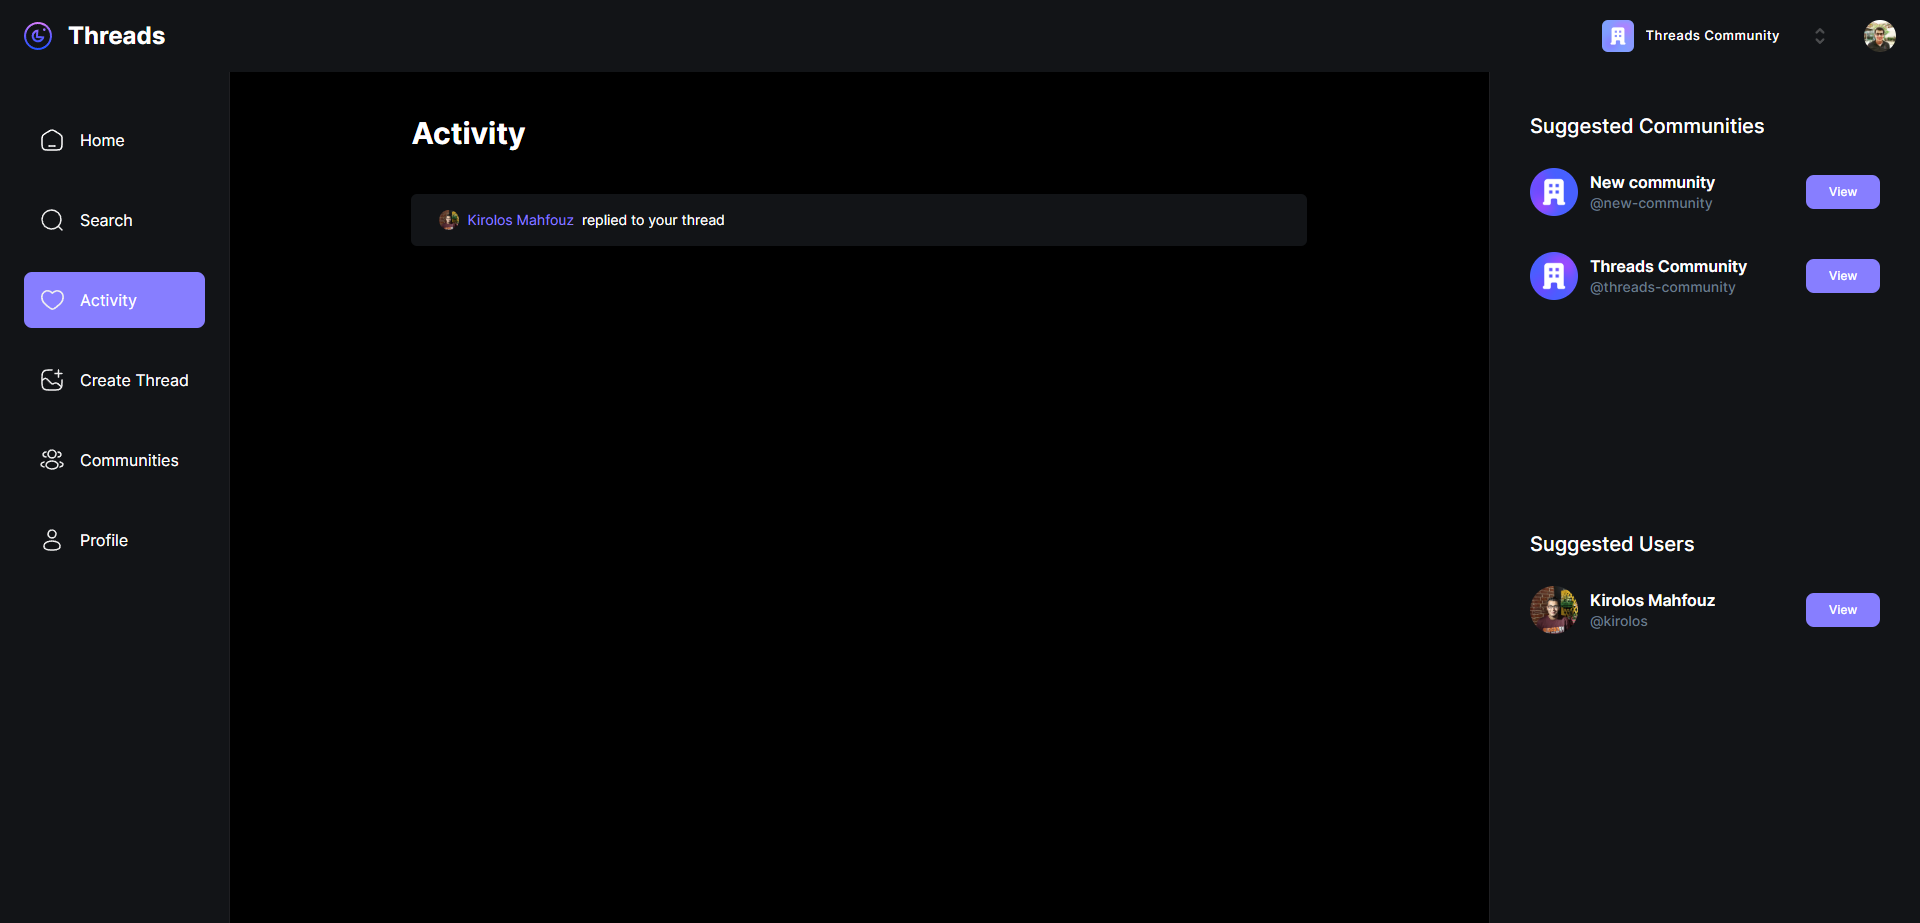 Threads
Threads Community
Home
Search
Activity
Create Thread
Communities
Profile
Activity
Kirolos Mahfouz replied to your thread
Suggested Communities
New community
@new-community
View
Threads Community
@threads-community
View
Suggested Users
Kirolos Mahfouz
@kirolos
View